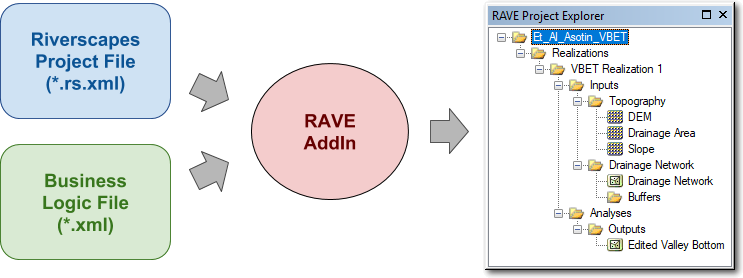 Riverscapes
Project File
(*.rs.xml)
Business
Logic File
(*.xml)
RAVE
AddIn
RAVE Project Explorer
Et_Al_Asotin_VBET
Realizations
VBET Realization 1
Inputs
Topography
DEM
Drainage Area
Slope
Drainage Network
Drainage Network
Buffers
Analyses
Outputs
Edited Valley Bottom